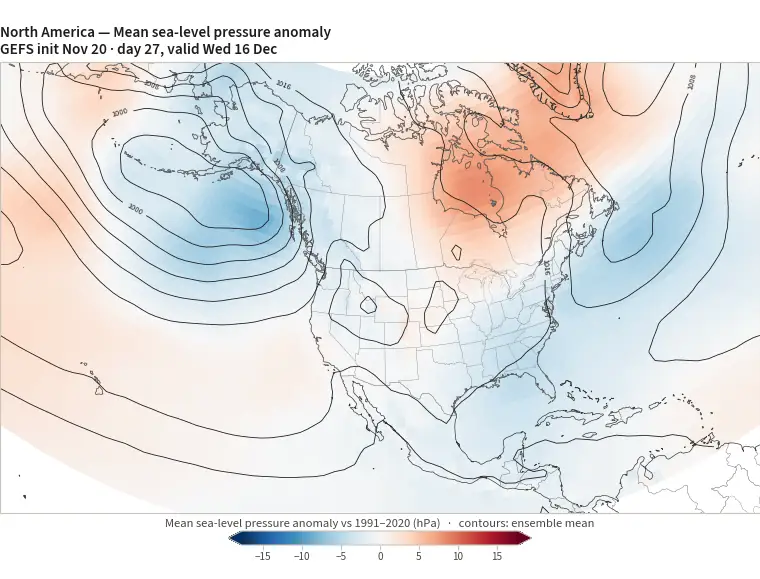 North America — Mean sea-level pressure anomaly
GEFS init Nov 20 · day 27, valid Wed 16 Dec
1008
1016
1008
1000
1000
1016
Mean sea-level pressure anomaly vs 1991–2020 (hPa) · contours: ensemble mean
−15 −10 −5 0 5 10 15